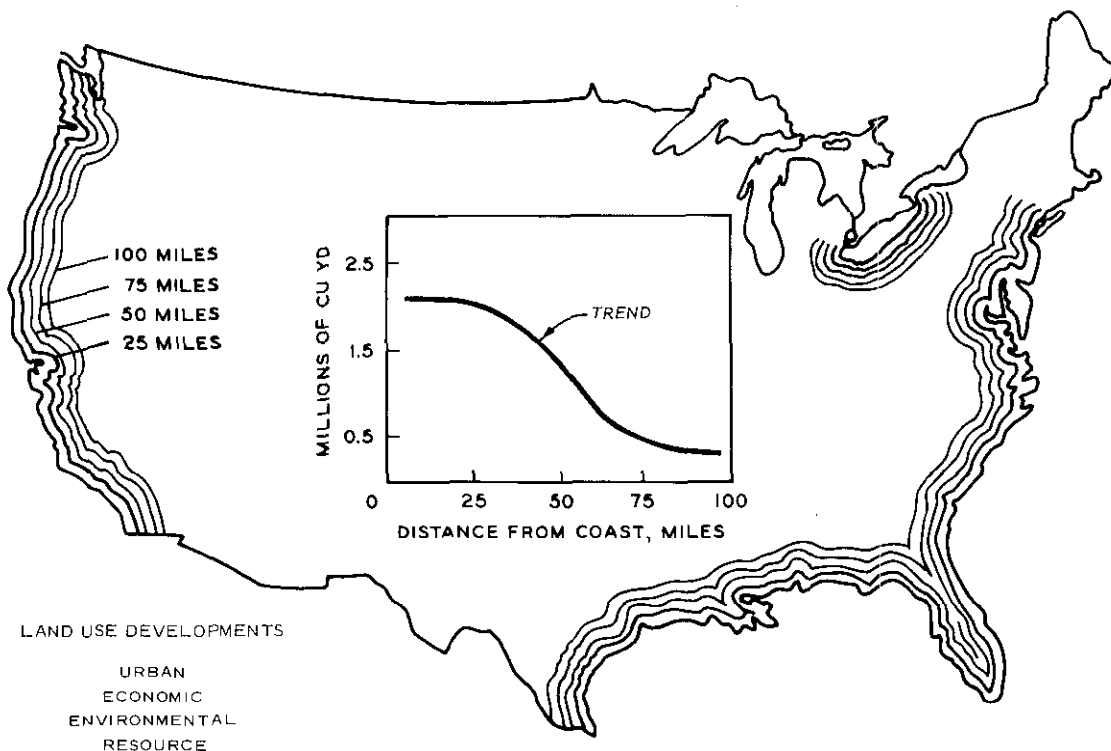 100 MILES
75 MILES
50 MILES
25 MILES
MILLIONS OF CU YD
2.5
1.5
0.5
TREND
0 25 50 75 100
DISTANCE FROM COAST, MILES
LAND USE DEVELOPMENTS
URBAN
ECONOMIC
ENVIRONMENTAL
RESOURCE